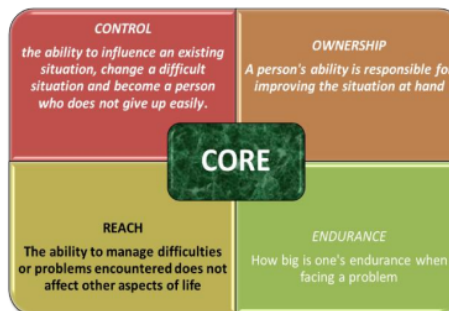 CONTROL
the ability to influence an existing
situation, change a difficult
situation and become a person
who does not give up easily.
OWNERSHIP
A person's ability is responsible for
improving the situation at hand
CORE
REACH
The ability to manage difficulties
or problems encountered does not
affect other aspects of life
ENDURANCE
How big is one's endurance when
facing a problem